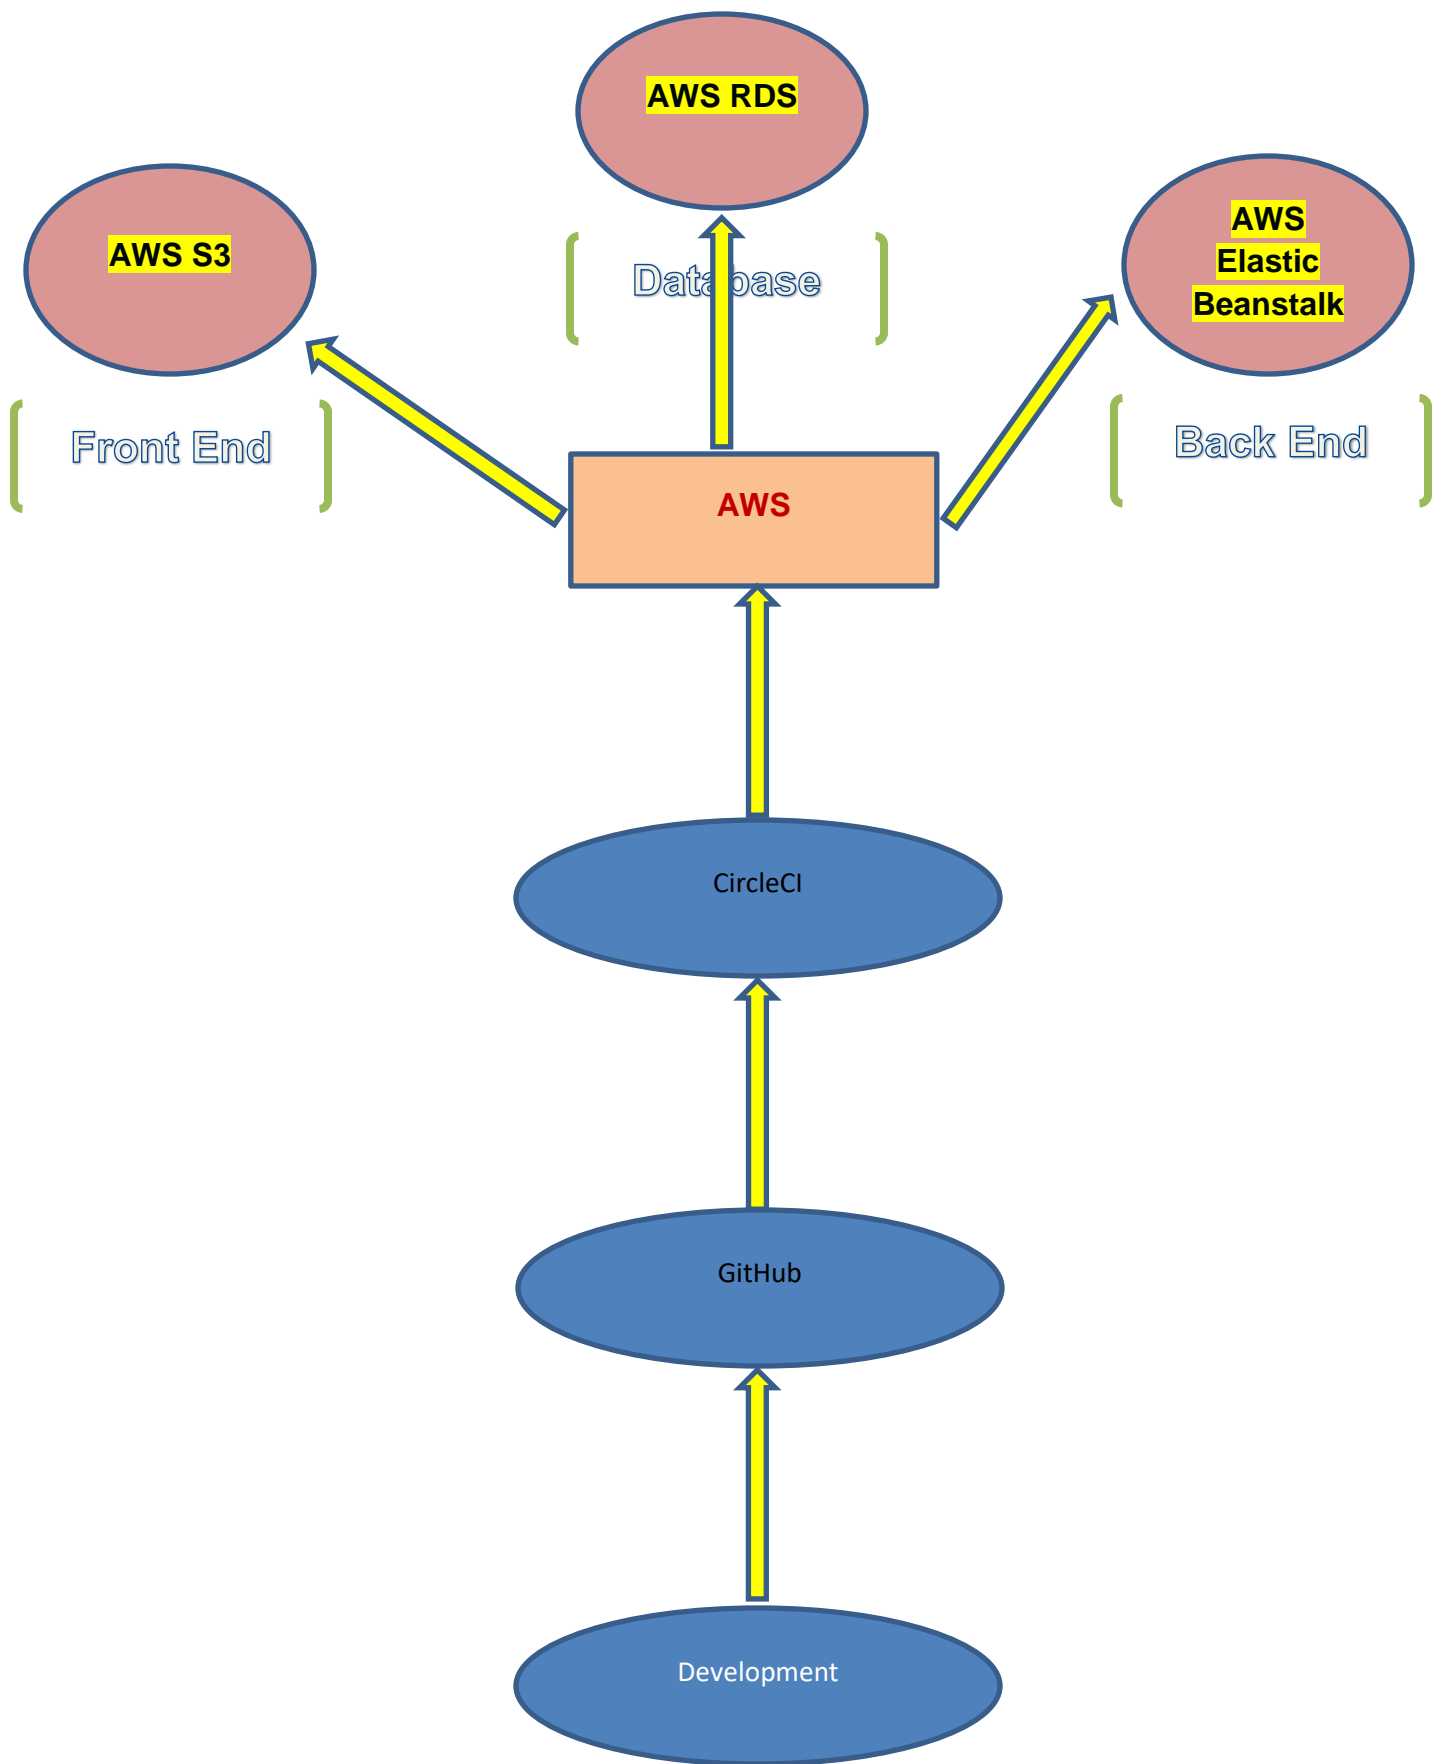 AWS RDS
AWS S3
AWS
Elastic
Beanstalk
Database
Front End
Back End
AWS
CircleCI
GitHub
Development